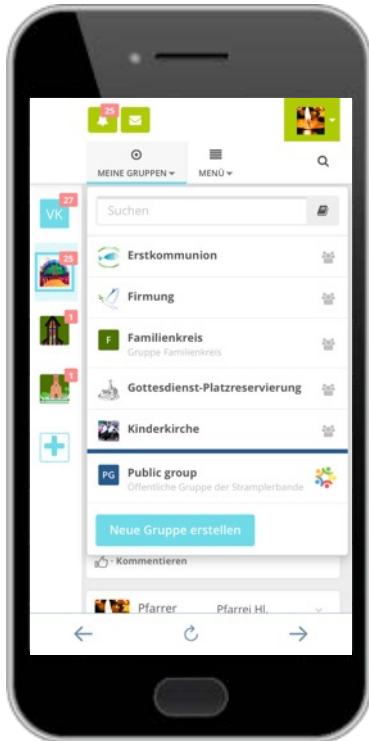 25
MEINE GRUPPEN
MENÜ
27
VK
Suchen
25
Erstkommunion
Firmung
1
F
Familienkreis
Gruppe Familienkreis
1
Gottesdienst-Platzreservierung
Kinderkirche
PG
Public group
Öffentliche Gruppe der Stramplerbande
Neue Gruppe erstellen
- Kommentieren
Pfarrer Pfarrei Hl.